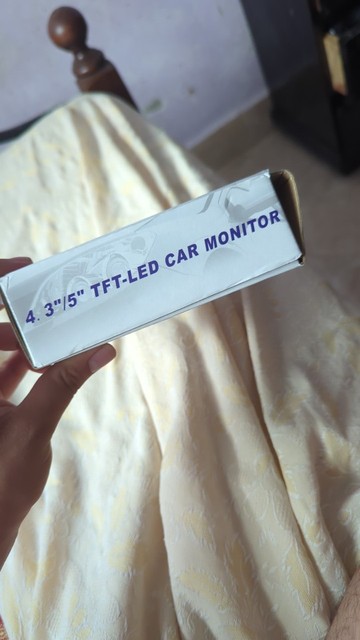 4. 3"/5" TFT-LED CAR MONITOR